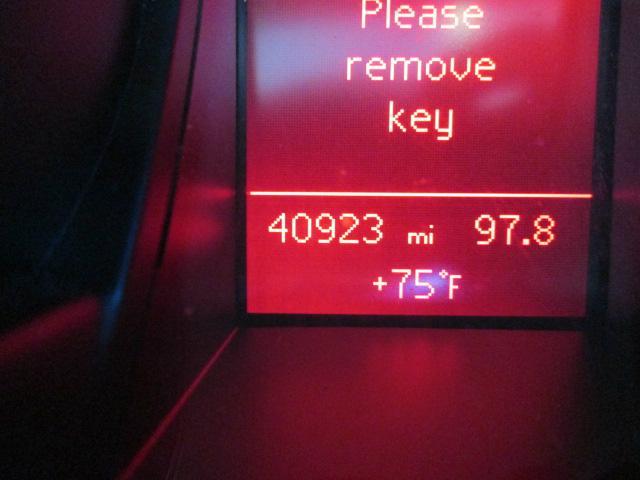 Please
remove
key
40923 mi 97.8
+75°F